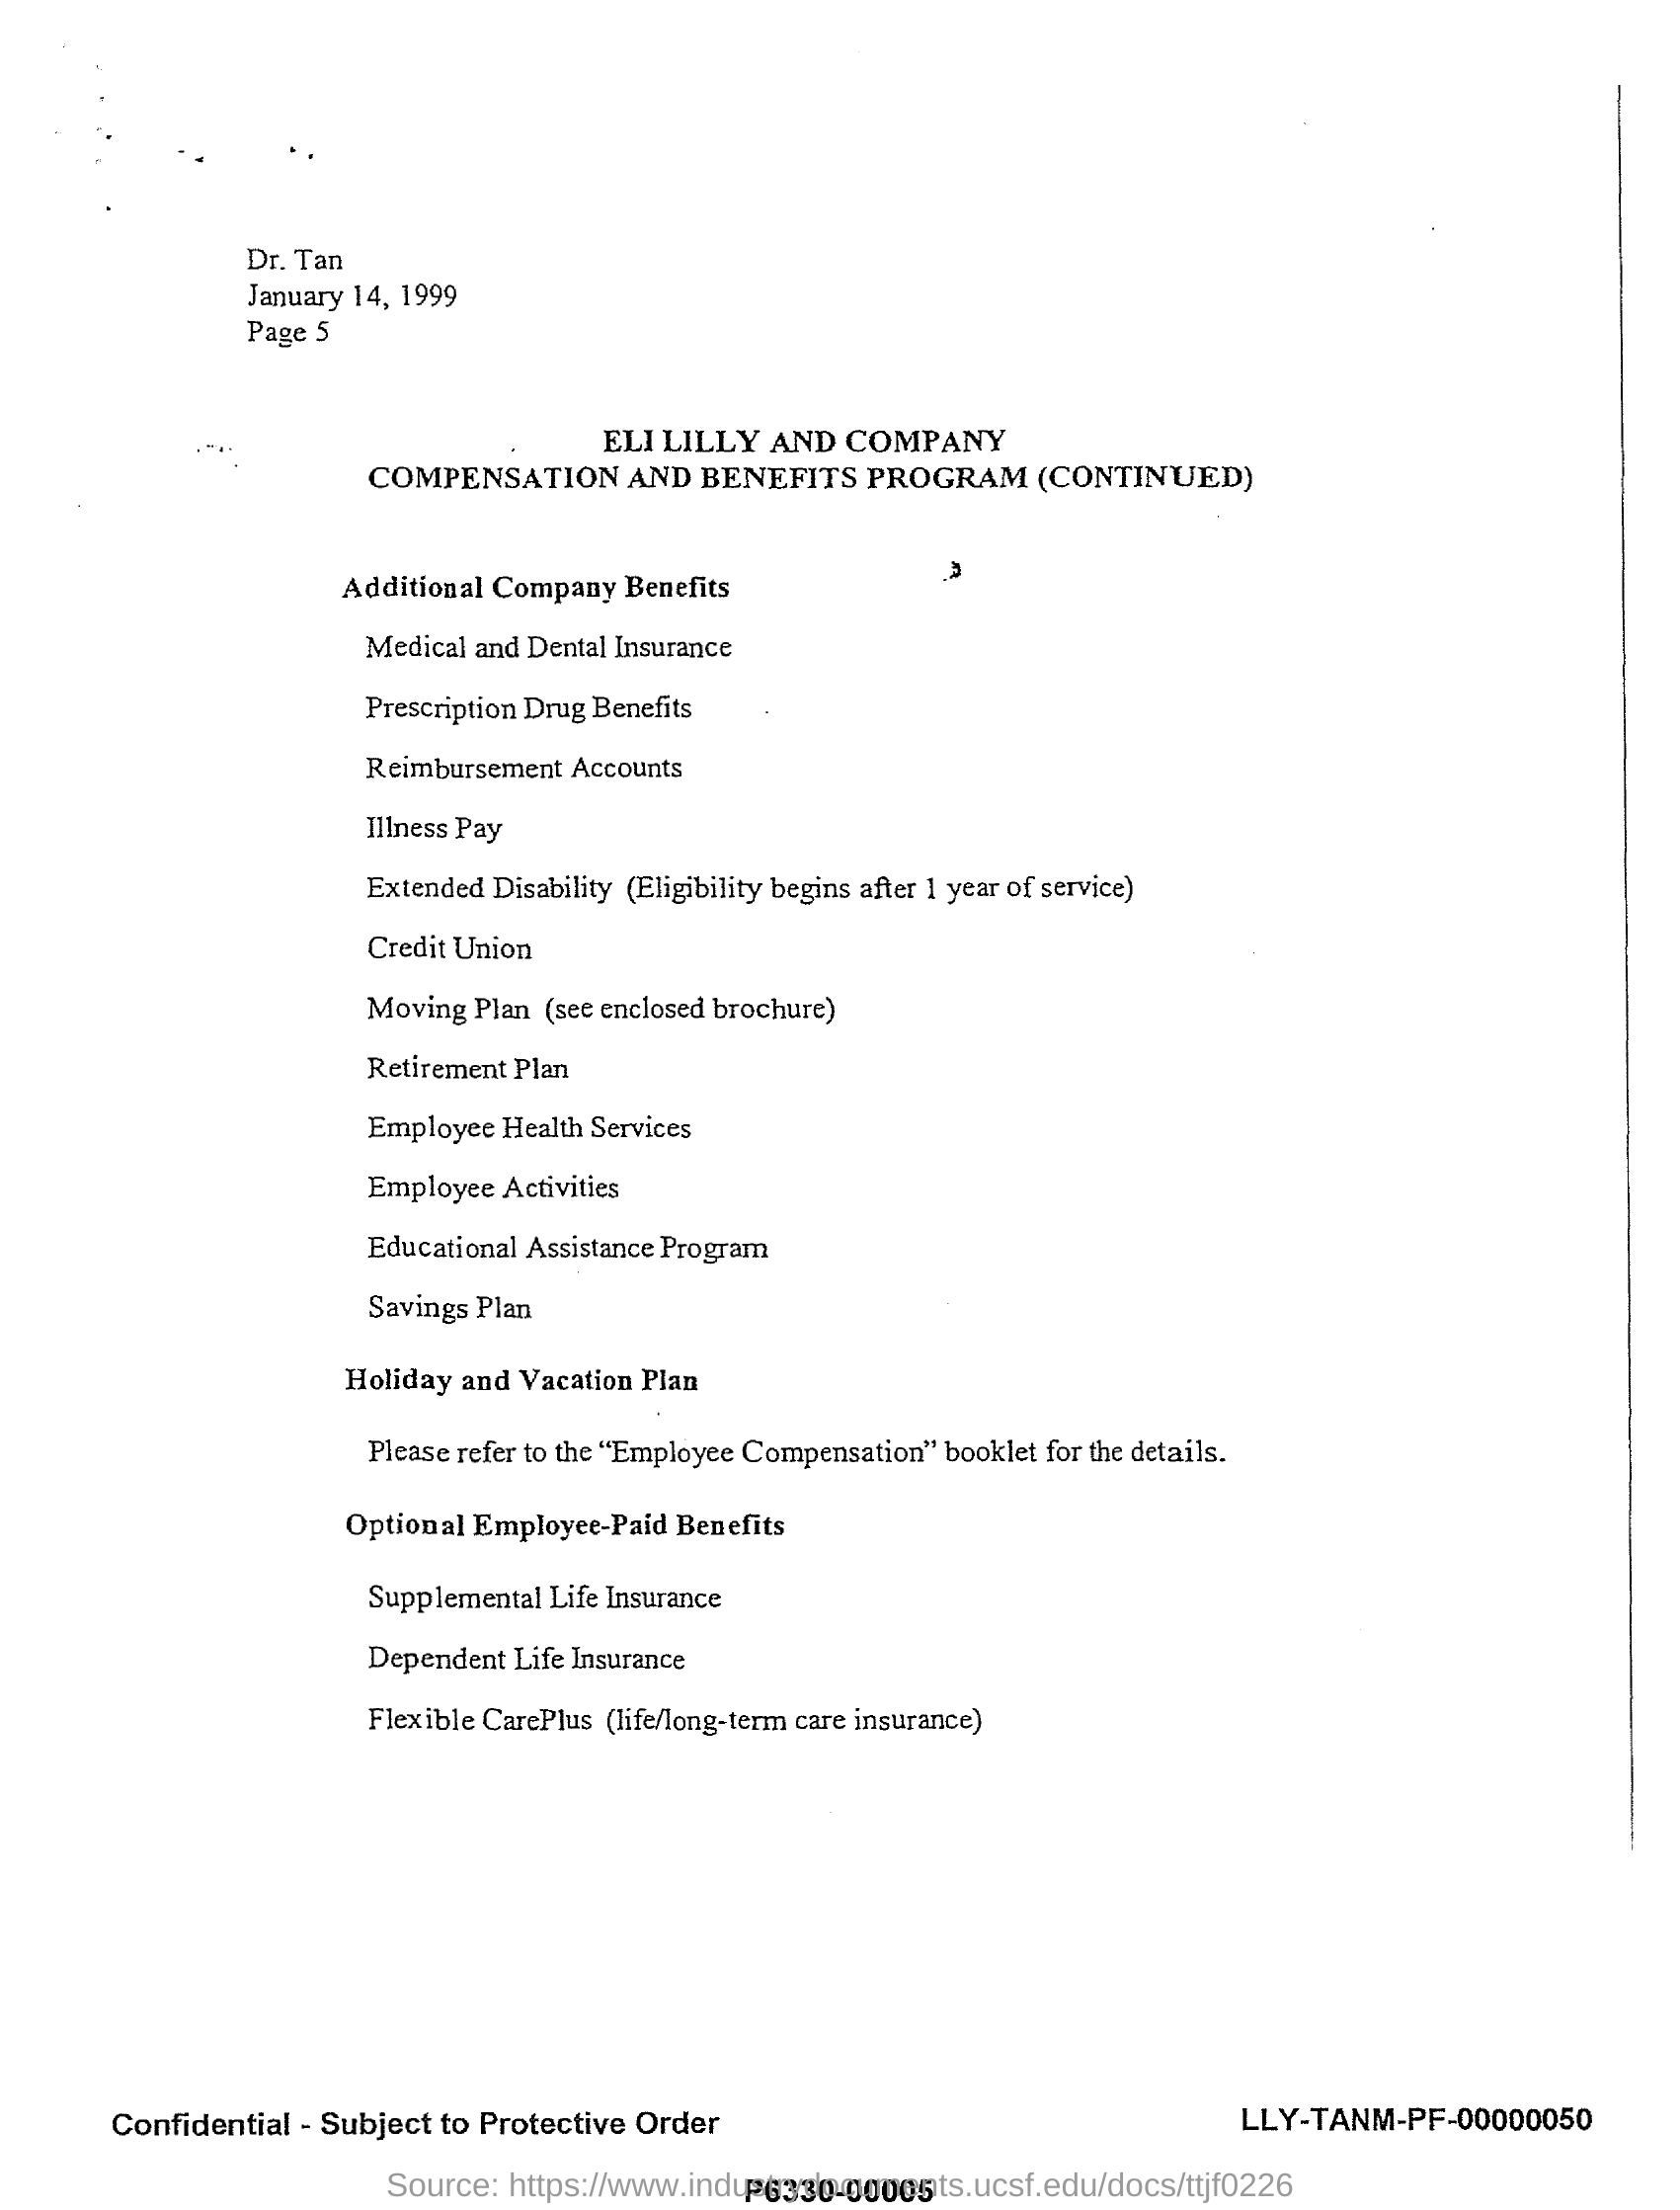 Dr. Tan
January 14, 1999
Page 5
ELI LILLY AND COMPANY
COMPENSATION AND BENEFITS PROGRAM (CONTINUED)
Additional Company Benefits
Medical and Dental Insurance
Prescription Drug Benefits
Reimbursement Accounts
Illness Pay
Extended Disability (Eligibility begins after 1 year of service)
Credit Union
Moving Plan (see enclosed brochure)
Retirement Plan
Employee Health Services
Employee Activities
Educational Assistance Program
Savings Plan
Holiday and Vacation Plan
Please refer to the “Employee Compensation” booklet for the details.
Optional Employee-Paid Benefits
Supplemental Life Insurance
Dependent Life Insurance
Flexible CarePlus (life/long-term care insurance)
Confidential - Subject to Protective Order
LLY-TANM-PF-00000050
Source: https://www.industrydocuments.ucsf.edu/docs/ttjf0226